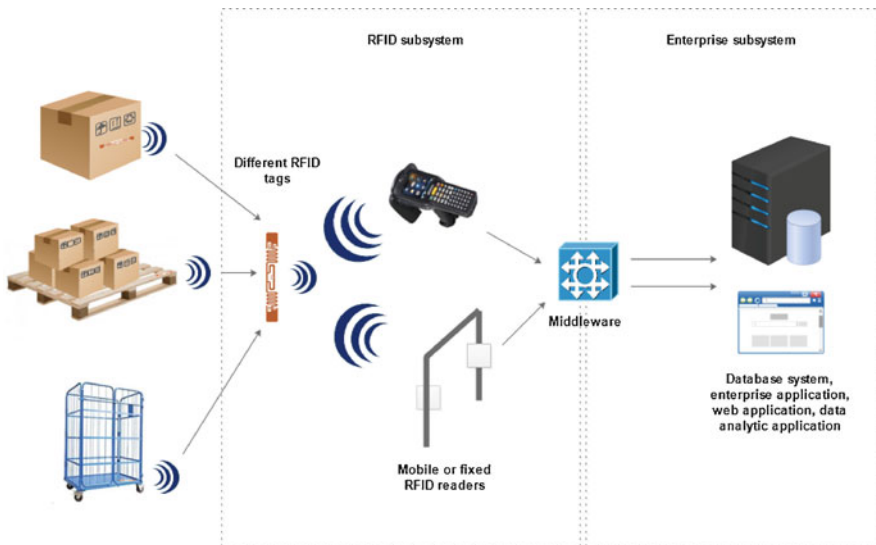 RFID subsystem
Enterprise subsystem
Different RFID
tags
Middleware
Mobile or fixed
RFID readers
Database system,
enterprise application,
web application, data
analytic application